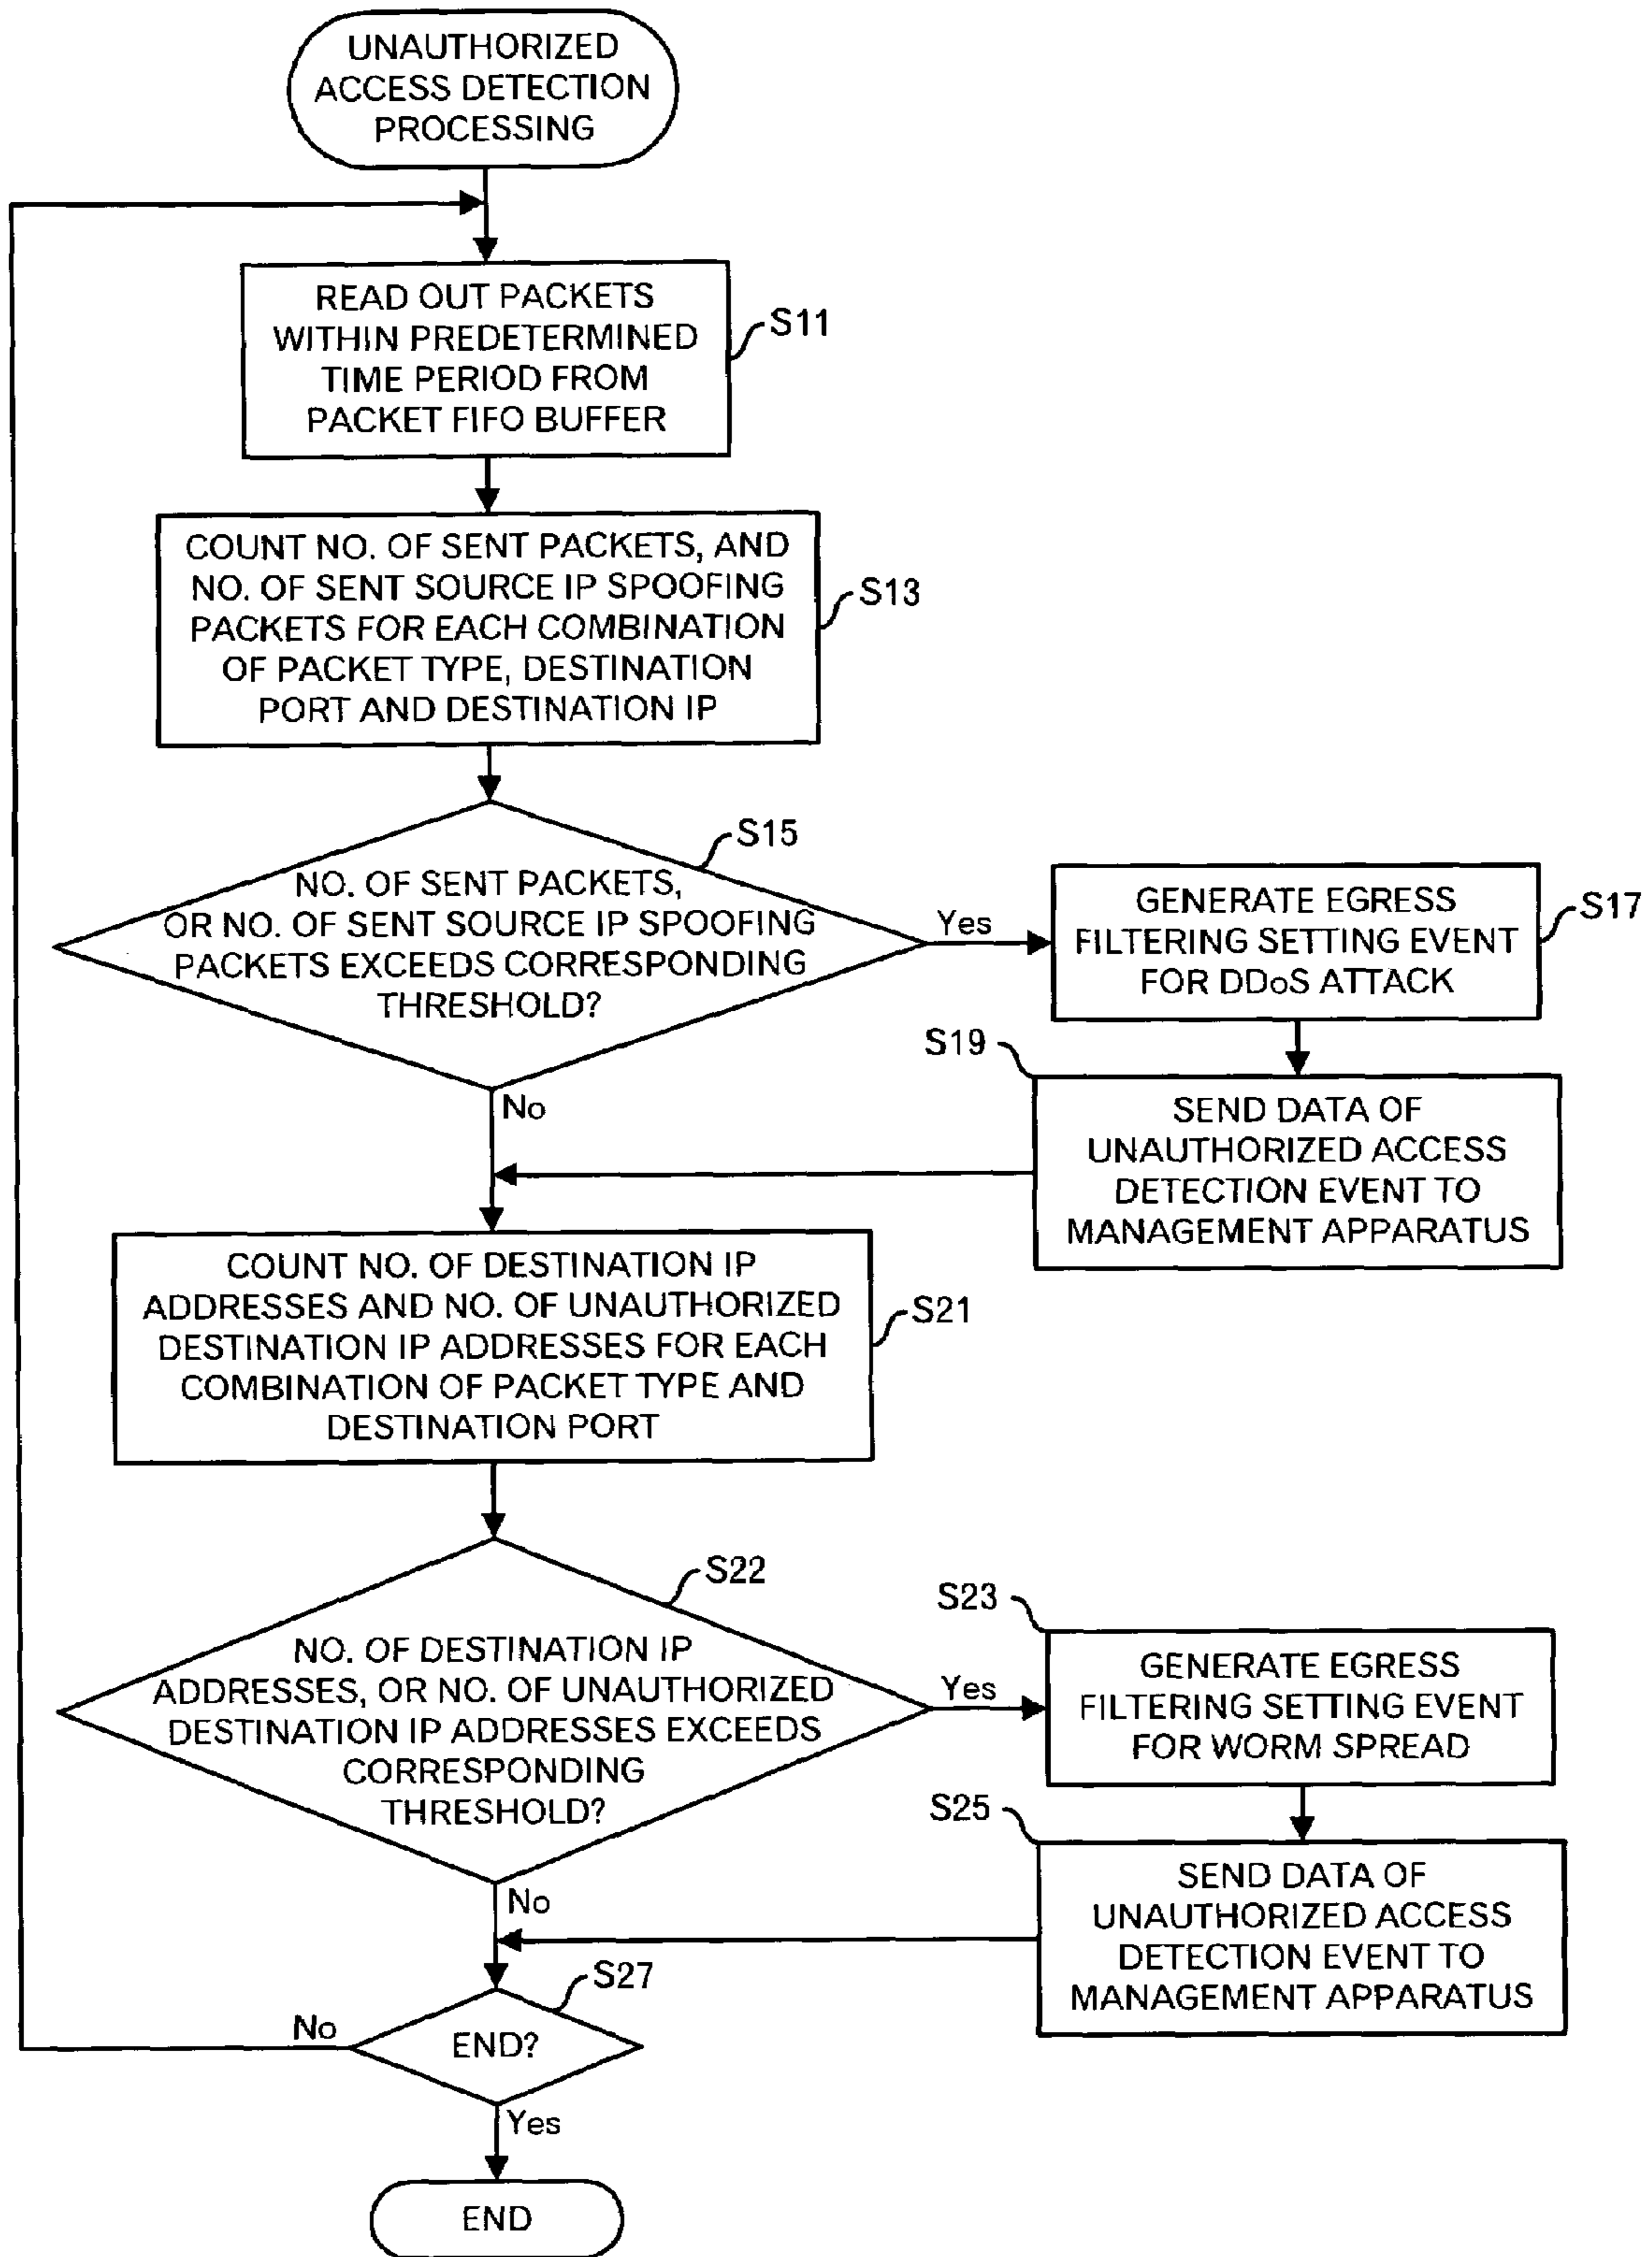 UNAUTHORIZED
ACCESS DETECTION
PROCESSING
READ OUT PACKETS
WITHIN PREDETERMINED
TIME PERIOD FROM
PACKET FIFO BUFFER
S11
COUNT NO. OF SENT PACKETS, AND
NO. OF SENT SOURCE IP SPOOFING
PACKETS FOR EACH COMBINATION
OF PACKET TYPE, DESTINATION
PORT AND DESTINATION IP
S13
S15
NO. OF SENT PACKETS,
OR NO. OF SENT SOURCE IP SPOOFING
PACKETS EXCEEDS CORRESPONDING
THRESHOLD?
Yes
No
GENERATE EGRESS
FILTERING SETTING EVENT
FOR DDoS ATTACK
S17
S19
SEND DATA OF
UNAUTHORIZED ACCESS
DETECTION EVENT TO
MANAGEMENT APPARATUS
COUNT NO. OF DESTINATION IP
ADDRESSES AND NO. OF UNAUTHORIZED
DESTINATION IP ADDRESSES FOR EACH
COMBINATION OF PACKET TYPE AND
DESTINATION PORT
S21
S22
NO. OF DESTINATION IP
ADDRESSES, OR NO. OF UNAUTHORIZED
DESTINATION IP ADDRESSES EXCEEDS
CORRESPONDING
THRESHOLD?
Yes
No
S23
GENERATE EGRESS
FILTERING SETTING EVENT
FOR WORM SPREAD
S25
SEND DATA OF
UNAUTHORIZED ACCESS
DETECTION EVENT TO
MANAGEMENT APPARATUS
S27
END?
No
Yes
END